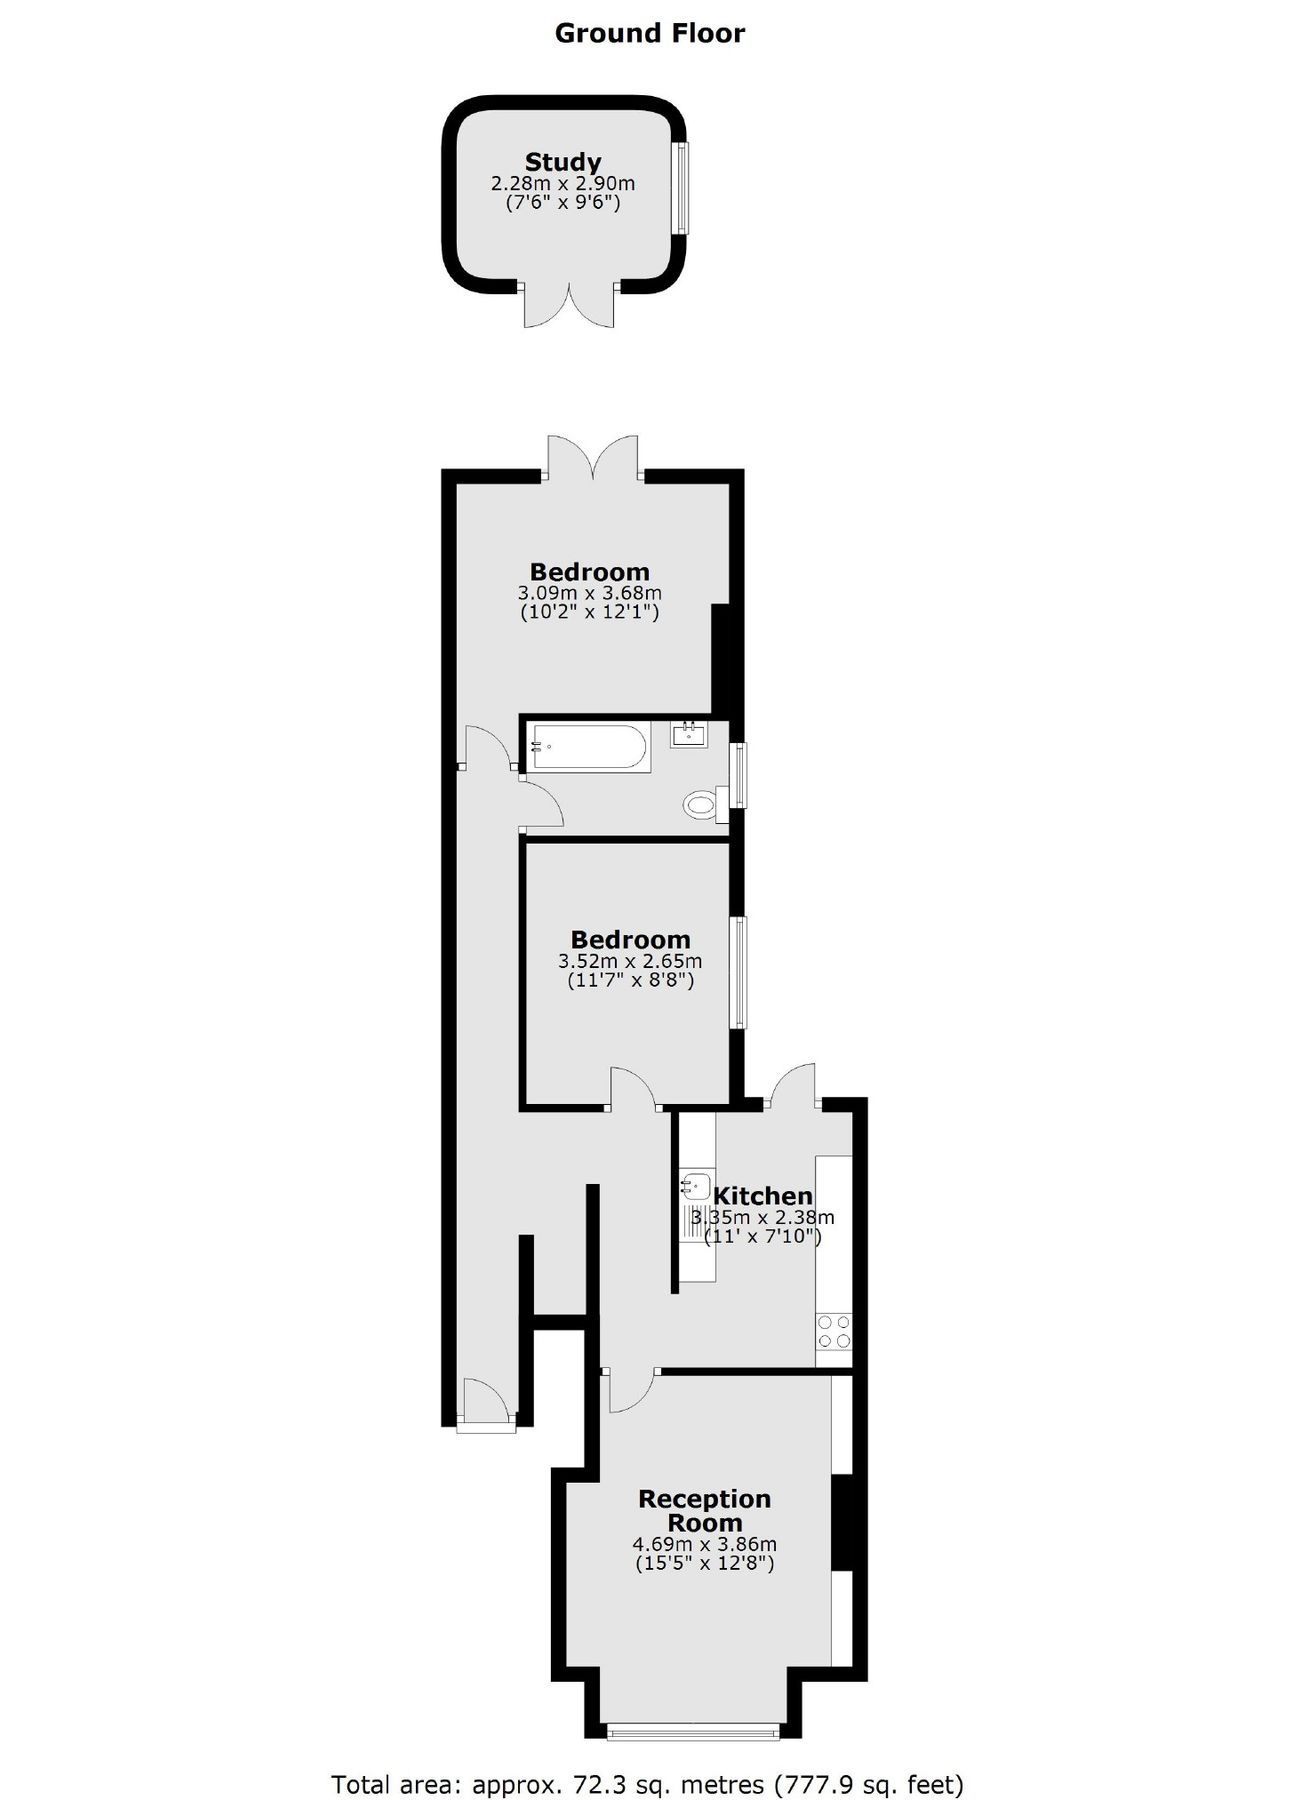 Ground Floor
Study
2.28m x 2.90m
(7'6" x 9'6")
Bedroom
3.09m x 3.68m
(10'2" x 12'1")
Bedroom
3.52m x 2.65m
(11'7" x 8'8")
Kitchen
3.35m x 2.38m
(11' x 7'10")
Reception
Room
4.69m x 3.86m
(15'5" x 12'8")
Total area: approx. 72.3 sq. metres (777.9 sq. feet)